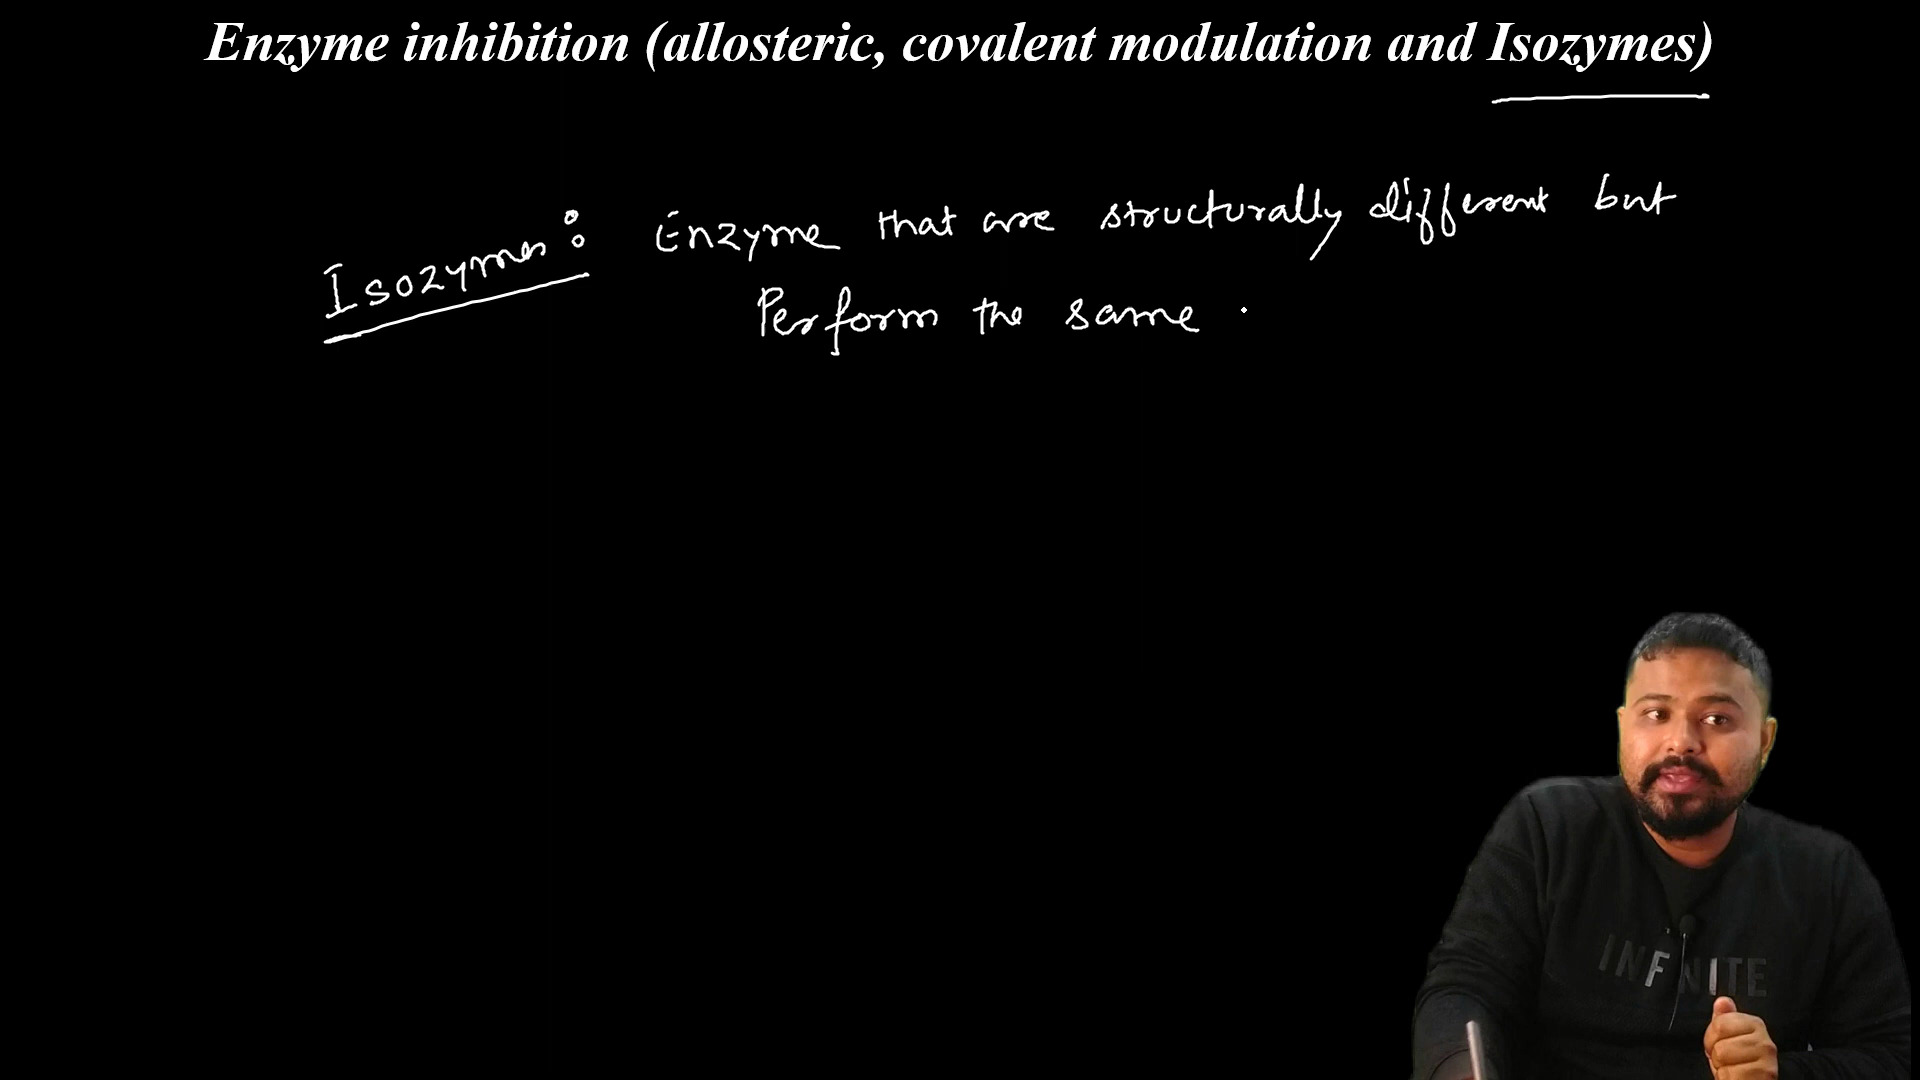 Enzyme inhibition (allosteric, covalent modulation and Isozymes)
Isozymes: Enzyme that are structurally different but
Perform the same
INFINITE